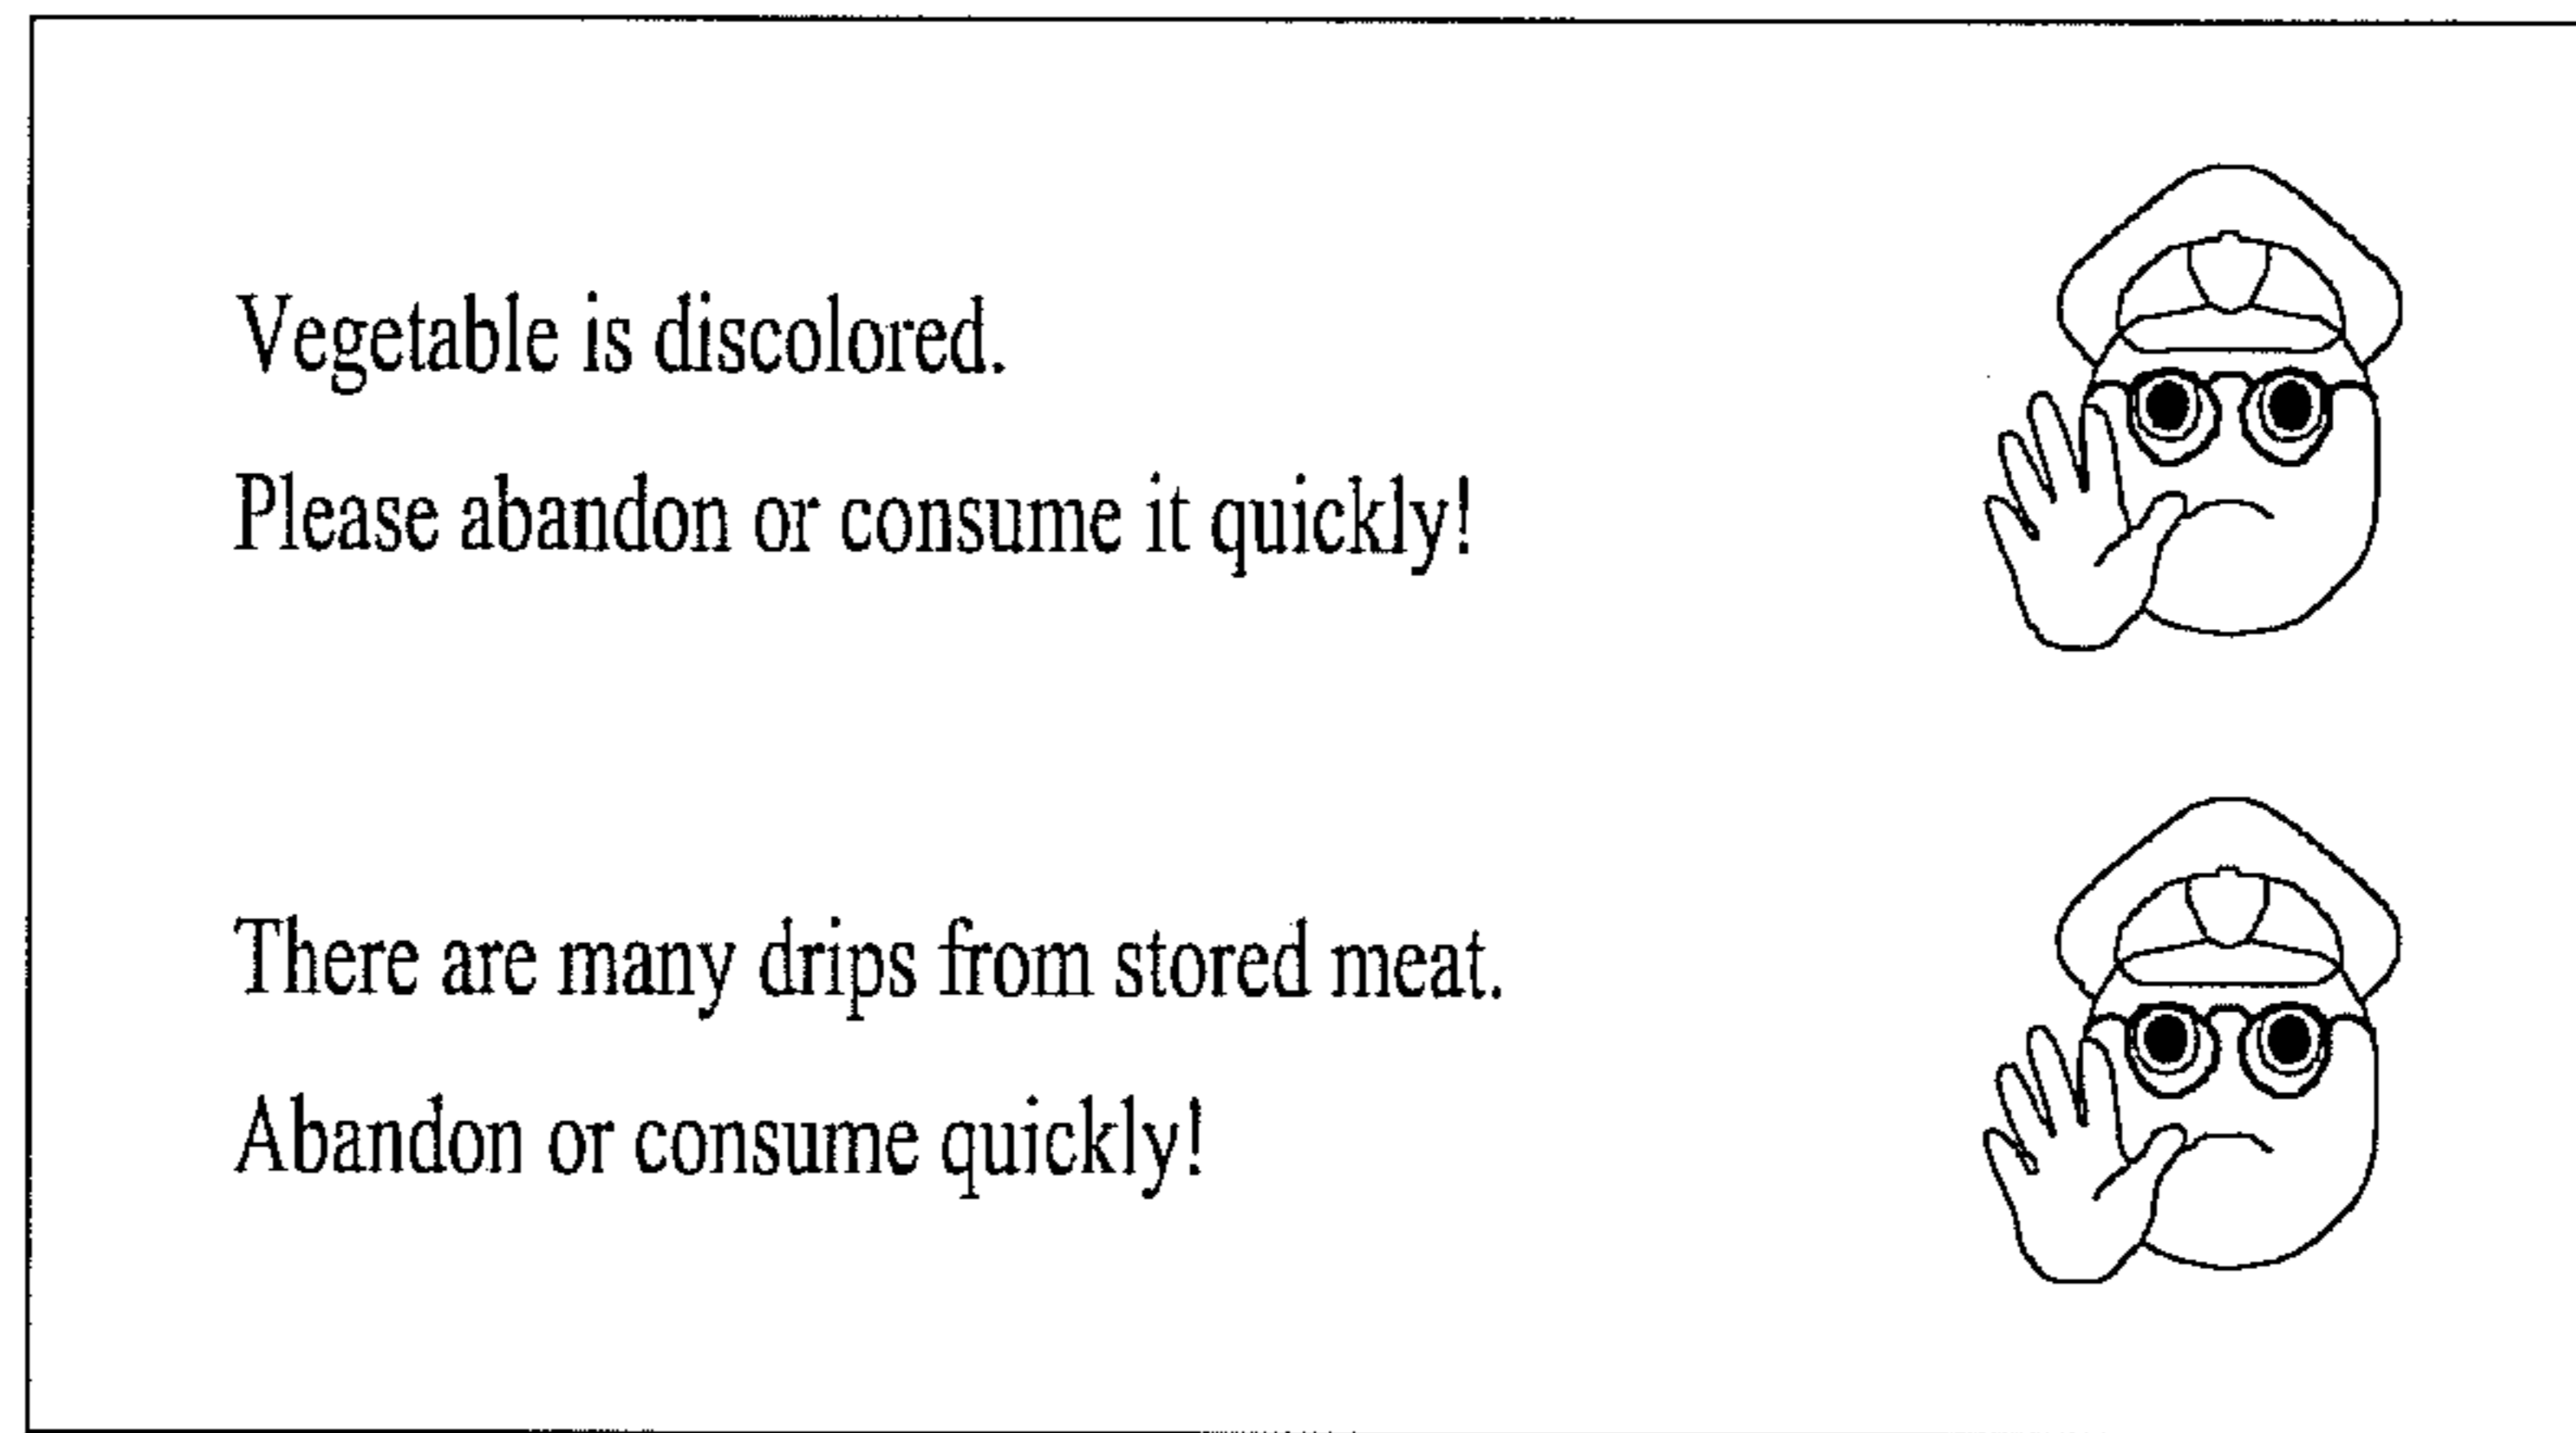 Vegetable is discolored.
Please abandon or consume it quickly!
There are many drips from stored meat.
Abandon or consume quickly!